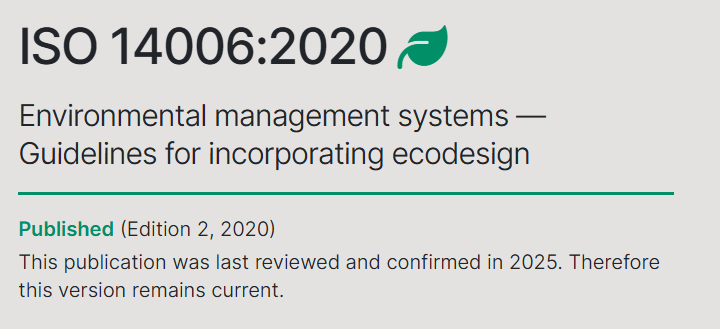 ISO 14006:2020
Environmental management systems —
Guidelines for incorporating ecodesign
Published (Edition 2, 2020)
This publication was last reviewed and confirmed in 2025. Therefore
this version remains current.